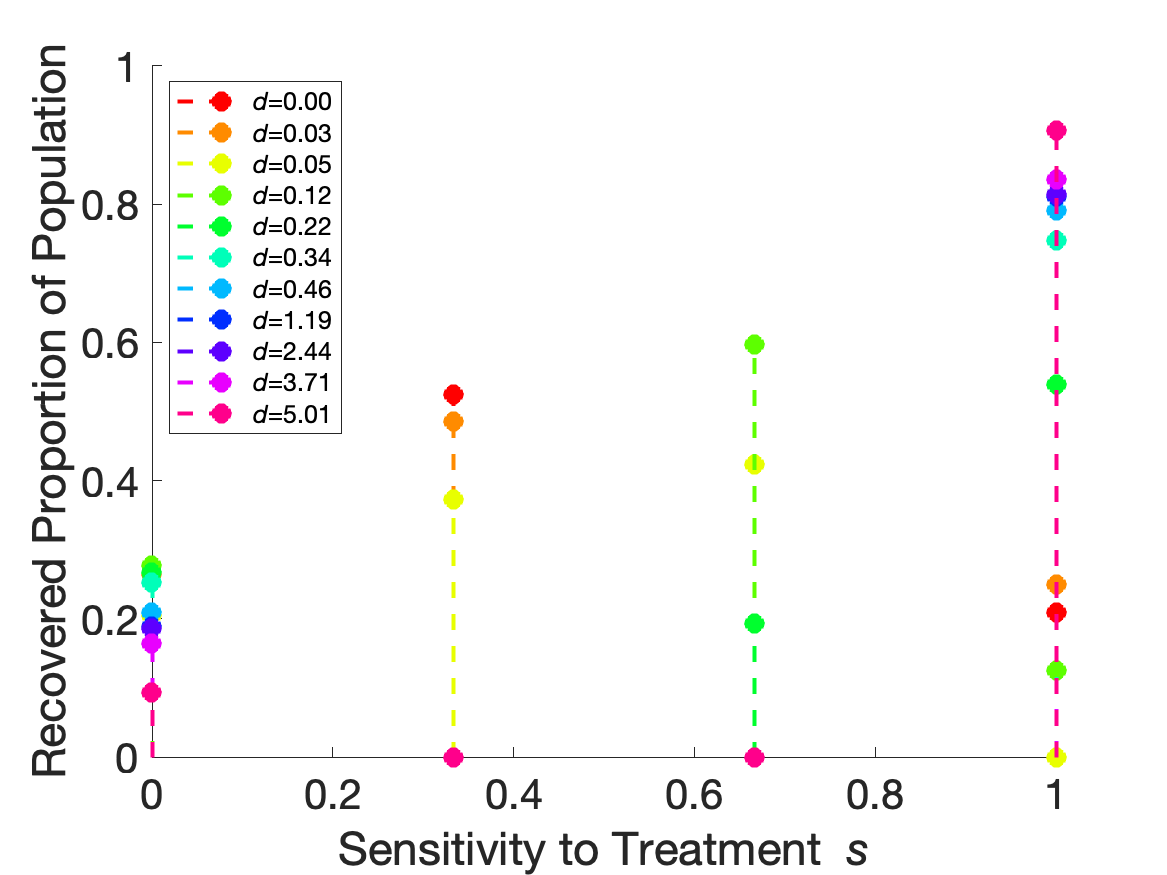 Recovered Proportion of Population
1
0.8
0.6
0.4
0.2
0
d=0.00
d=0.03
d=0.05
d=0.12
d=0.22
d=0.34
d=0.46
d=1.19
d=2.44
d=3.71
d=5.01
0 0.2 0.4 0.6 0.8 1
Sensitivity to Treatment s